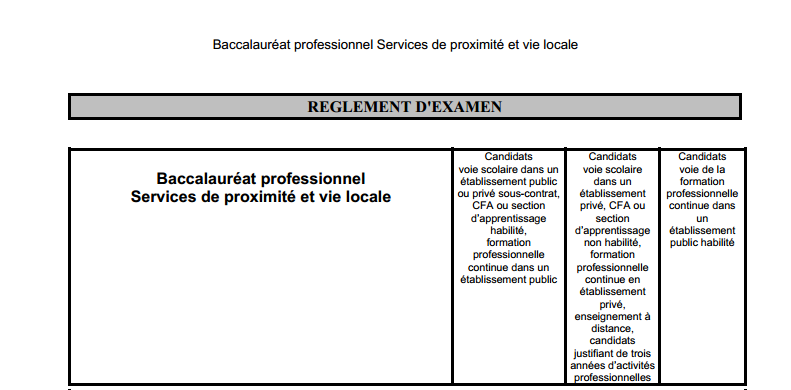 Baccalauréat professionnel Services de proximité et vie locale
REGLEMENT D'EXAMEN
Baccalauréat professionnel
Services de proximité et vie locale
Candidats
voie scolaire dans un
établissement public
ou privé sous-contrat,
CFA ou section
d'apprentissage
habilité,
formation
professionnelle
continue dans un
établissement public
Candidats
voie scolaire
dans un
établissement
privé, CFA ou
section
d'apprentissage
non habilité,
formation
professionnelle
continue en
établissement
privé,
enseignement à
distance,
candidats
justifiant de trois
années d'activités
professionnelles
Candidats
voie de la
formation
professionnelle
continue dans
un
établissement
public habilité